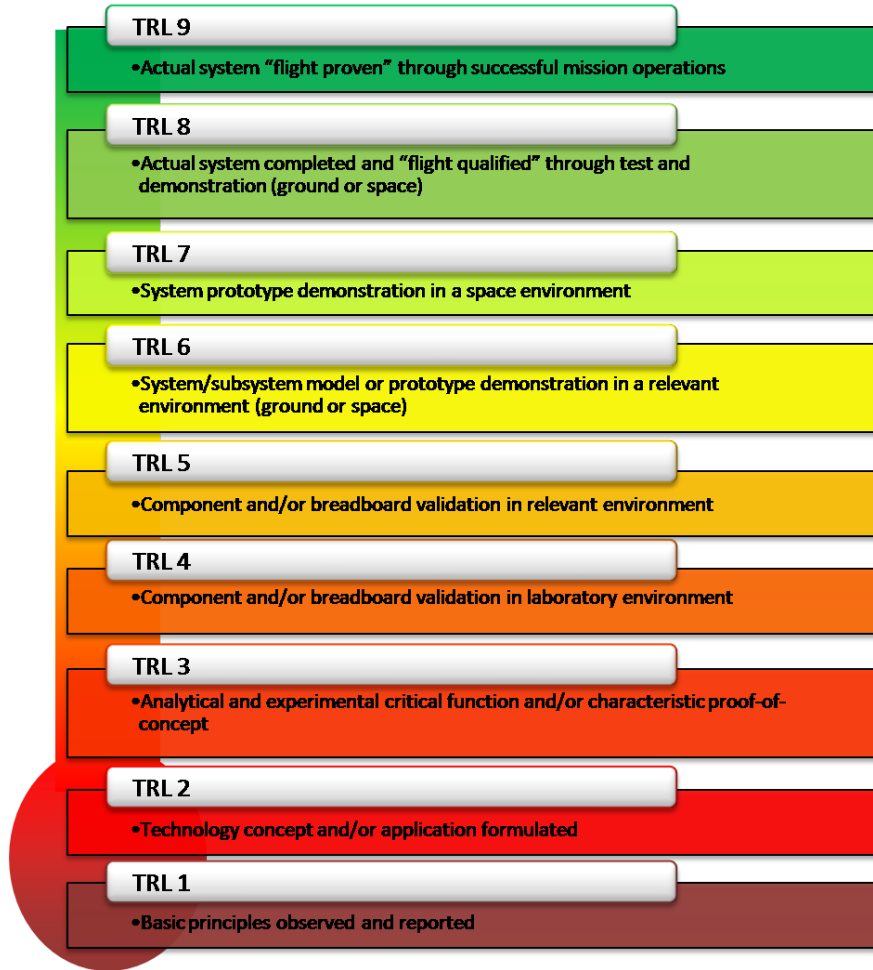 TRL 9
•Actual system “flight proven” through successful mission operations
TRL 8
•Actual system completed and “flight qualified” through test and
demonstration (ground or space)
TRL 7
•System prototype demonstration in a space environment
TRL 6
•System/subsystem model or prototype demonstration in a relevant
environment (ground or space)
TRL 5
•Component and/or breadboard validation in relevant environment
TRL 4
•Component and/or breadboard validation in laboratory environment
TRL 3
•Analytical and experimental critical function and/or characteristic proof-of-
concept
TRL 2
•Technology concept and/or application formulated
TRL 1
•Basic principles observed and reported